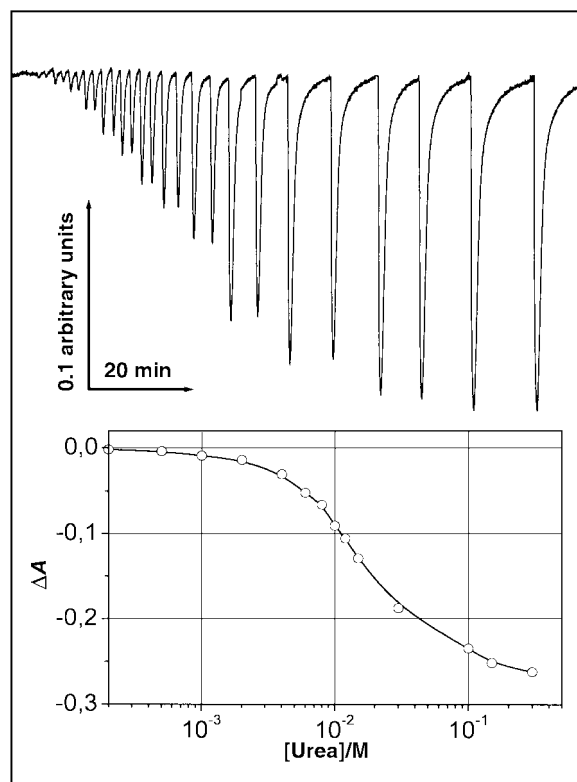 0.1 arbitrary units
20 min
0,0
-0,1
-0,2
-0,3
ΔA
10⁻³
10⁻²
10⁻¹
[Urea]/M